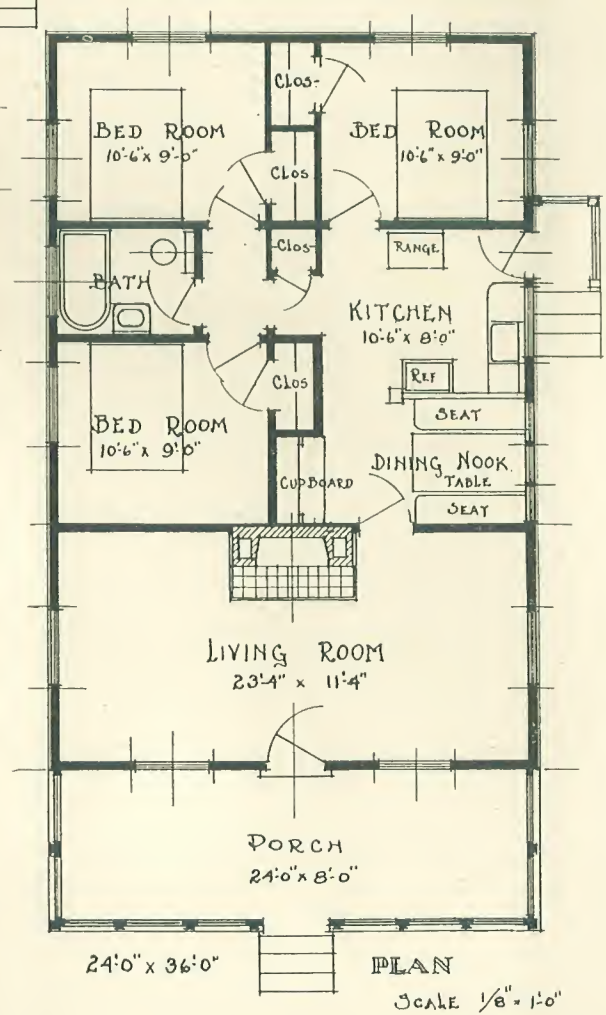 CLOS-
BED ROOM
10'-6" x 9'-0"
BED ROOM
10'-6" x 9'-0"
CLOS
CLOS
RANGE
BATH
KITCHEN
10'-6" x 8'-0"
REF
CLOS
SEAT
BED ROOM
10'-6" x 9'-0"
DINING NOOK
TABLE
CUPBOARD
SEAT
LIVING ROOM
23'-4" x 11'-4"
PORCH
24'-0" x 8'-0"
24'-0" x 36'-0"
PLAN
SCALE 1/8" = 1'-0"